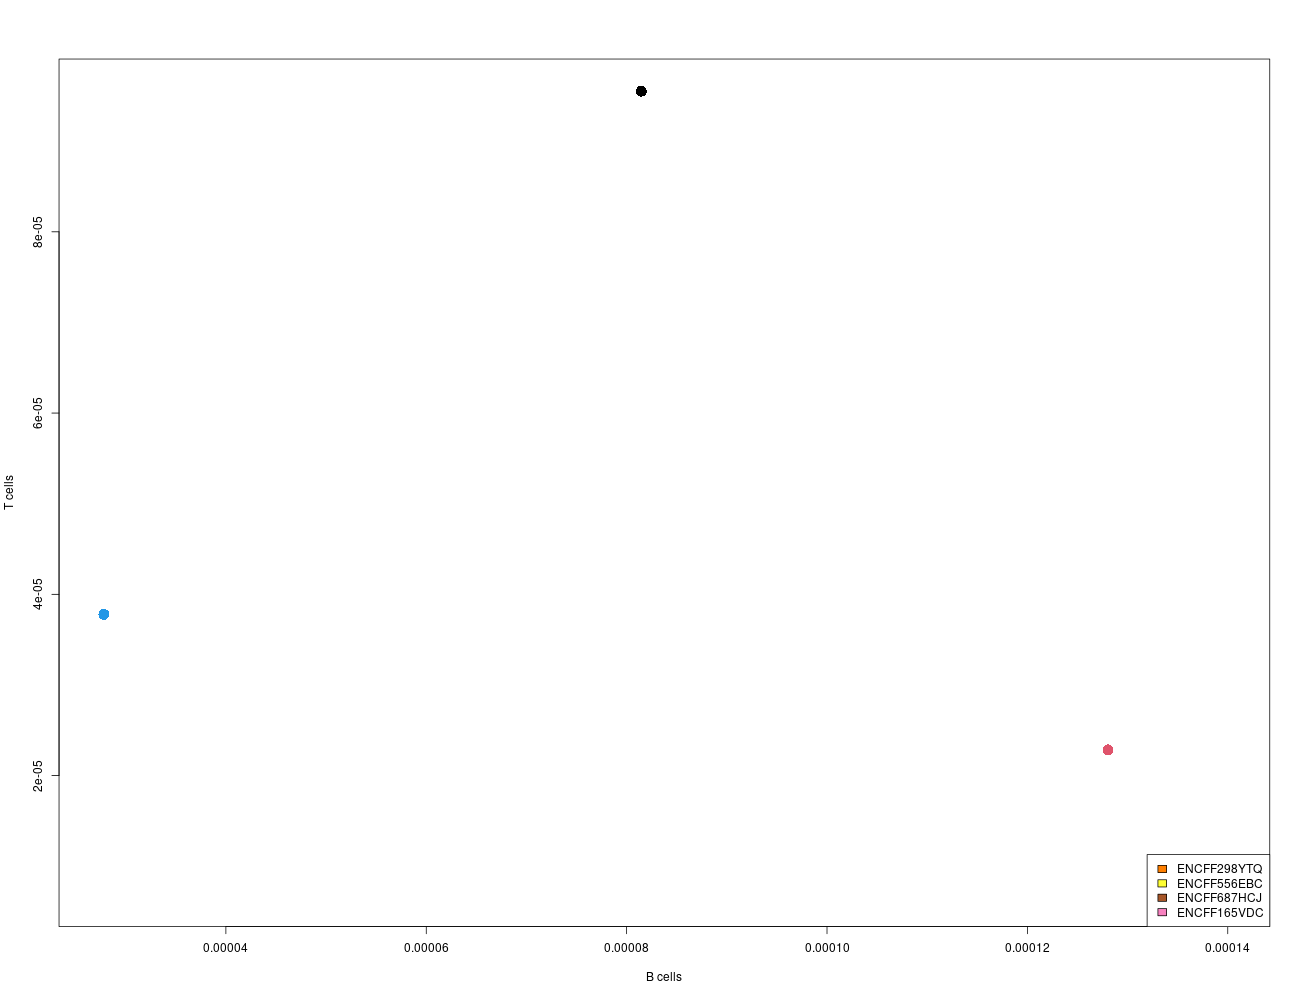 8e-05
6e-05
4e-05
2e-05
T cells
0.00004
0.00006
0.00008
0.00010
0.00012
0.00014
B cells
ENCFF298YTQ
ENCFF556EBC
ENCFF687HCJ
ENCFF165VDC